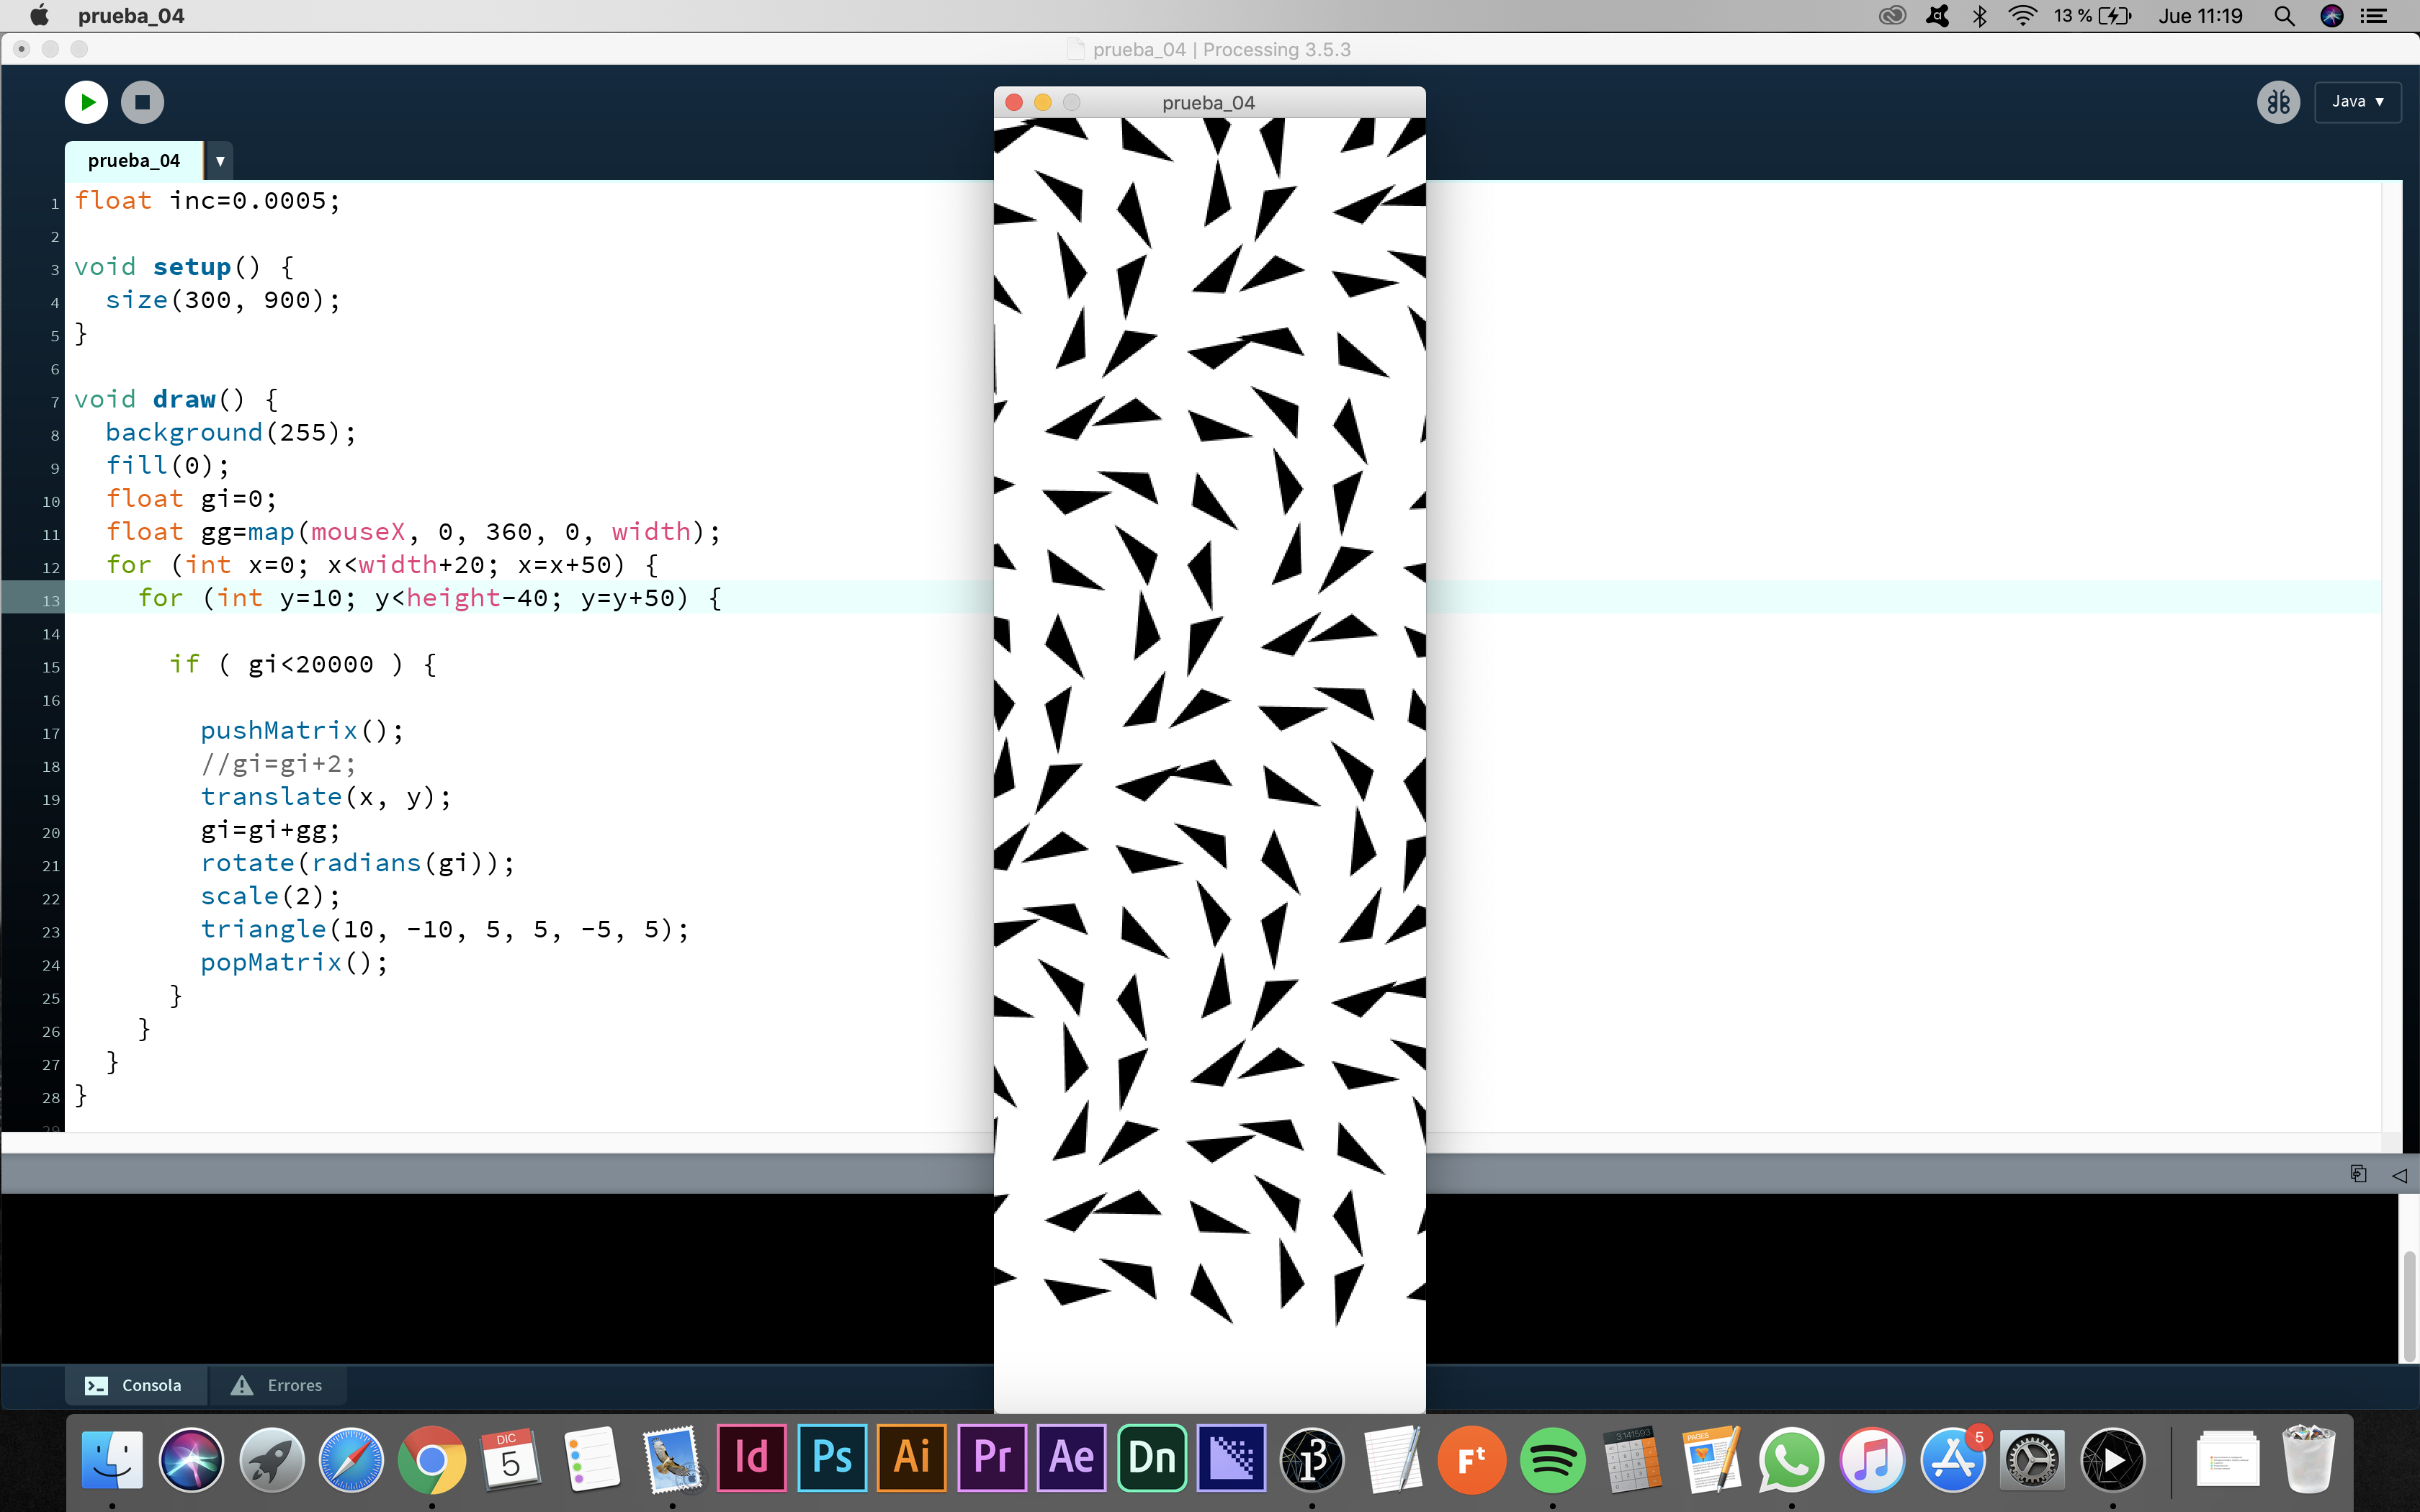 prueba_04
13 %
Jue 11:19
prueba_04 | Processing 3.5.3
Java ▼
prueba_04
prueba_04 ▼
1 float inc=0.0005;
2
3 void setup() {
4 size(300, 900);
5 }
6
7 void draw() {
8 background(255);
9 fill(0);
10 float gi=0;
11 float gg=map(mouseX, 0, 360, 0, width);
12 for (int x=0; x<width+20; x=x+50) {
13 for (int y=10; y<height-40; y=y+50) {
14
15 if ( gi<20000 ) {
16
17 pushMatrix();
18 //gi=gi+2;
19 translate(x, y);
20 gi=gi+gg;
21 rotate(radians(gi));
22 scale(2);
23 triangle(10, -10, 5, 5, -5, 5);
24 popMatrix();
25 }
26 }
27 }
28 }
29
Consola
Errores
DIC
5
Id
Ps
Ai
Pr
Ae
Dn
3
Ft
3.141593
PAGES
5